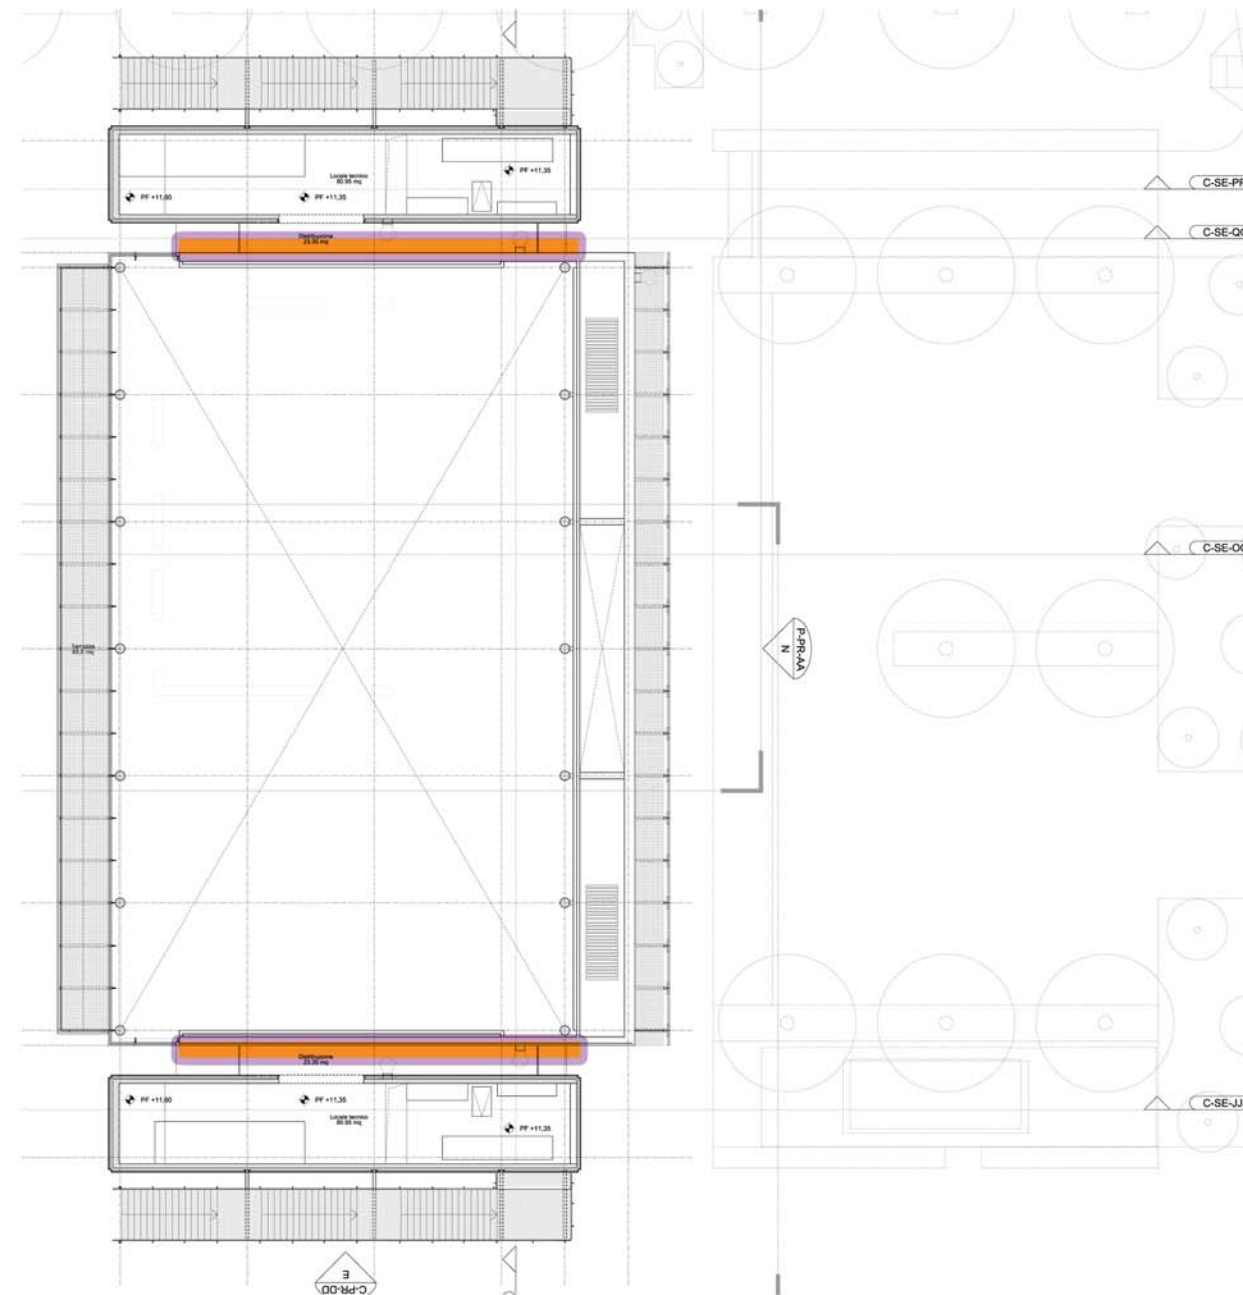 Locale tecnico
80.95 mq
PF +11,35
PF +11,60
PF +11,35
C-SE-PP
Distribuzione
23.35 mq
C-SE-QQ
C-SE-OO
P-PR-AA
N
Distribuzione
23.35 mq
PF +11,60
PF +11,35
C-SE-JJ
Locale tecnico
80.95 mq
PF +11,35
E
C-PR-DD